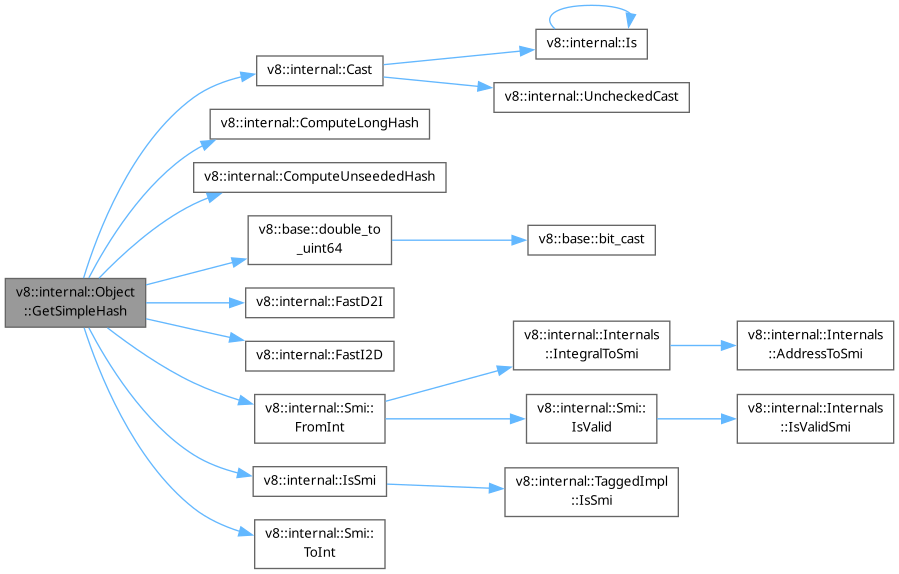 v8::internal::Is
v8::internal::Cast
v8::internal::UncheckedCast
v8::internal::ComputeLongHash
v8::internal::ComputeUnseededHash
v8::base::double_to
_uint64
v8::base::bit_cast
v8::internal::Object
::GetSimpleHash
v8::internal::FastD2I
v8::internal::FastI2D
v8::internal::Internals
::IntegralToSmi
v8::internal::Internals
::AddressToSmi
v8::internal::Smi::
FromInt
v8::internal::Smi::
IsValid
v8::internal::Internals
::IsValidSmi
v8::internal::IsSmi
v8::internal::TaggedImpl
::IsSmi
v8::internal::Smi::
ToInt